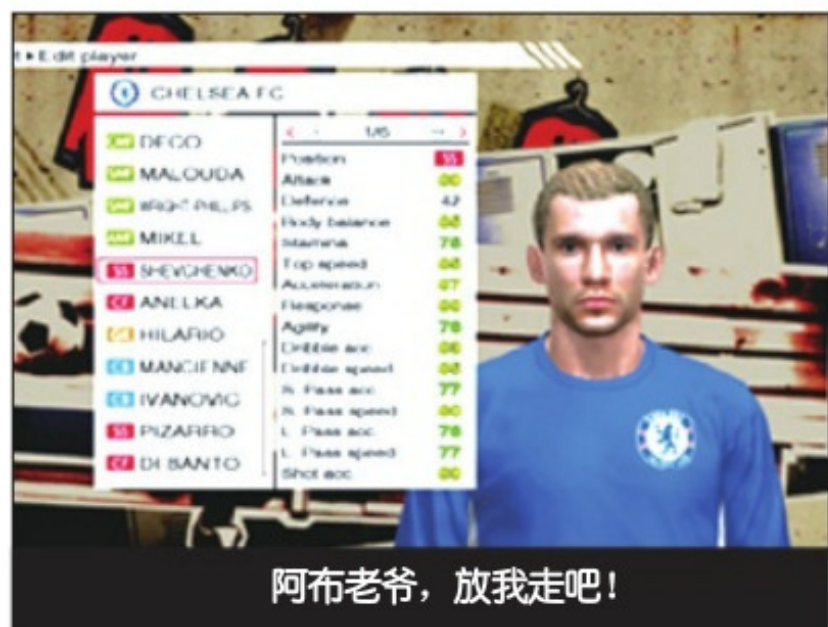 Edit player
CHELSEA FC
DECO
MALOUDA
WRIGHT-PHILLIPS
MIKEL
SHEVCHENKO
ANELKA
HILARIO
MANCIENNE
IVANOVIC
PIZARRO
DI SANTO
1/6
Position SS
Attack
Defence 42
Body balance
Stamina 78
Top speed
Acceleration
Response
Agility 78
Dribble acc
Dribble speed
S. Pass acc 77
S. Pass speed
L. Pass acc 78
L. Pass speed 77
Shot acc
阿布老爷，放我走吧！